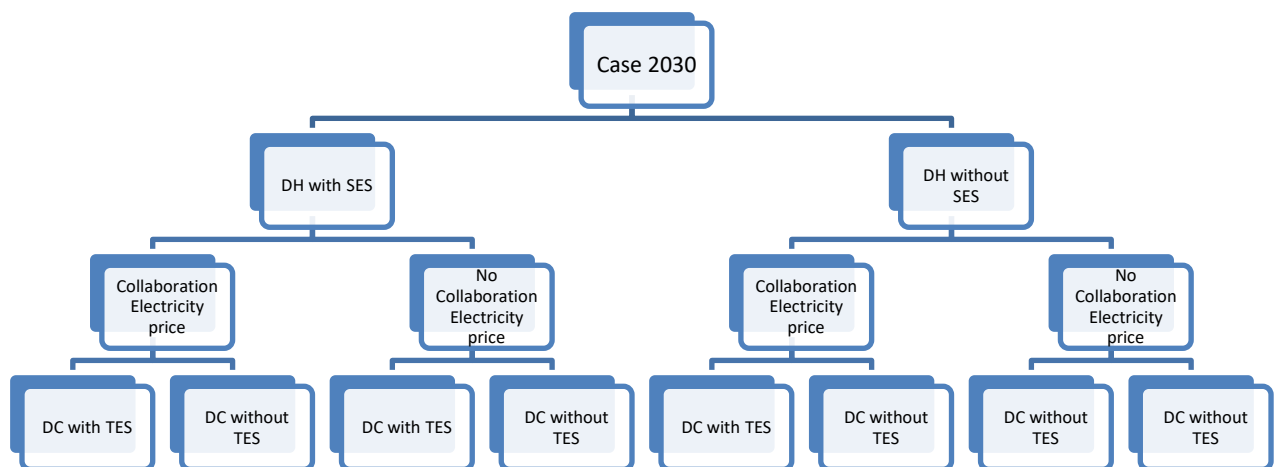 Case 2030
DH with SES
DH without
SES
Collaboration
Electricity
price
No
Collaboration
Electricity
price
Collaboration
Electricity
price
No
Collaboration
Electricity
price
DC with TES
DC without
TES
DC with TES
DC without
TES
DC with TES
DC without
TES
DC without
TES
DC without
TES